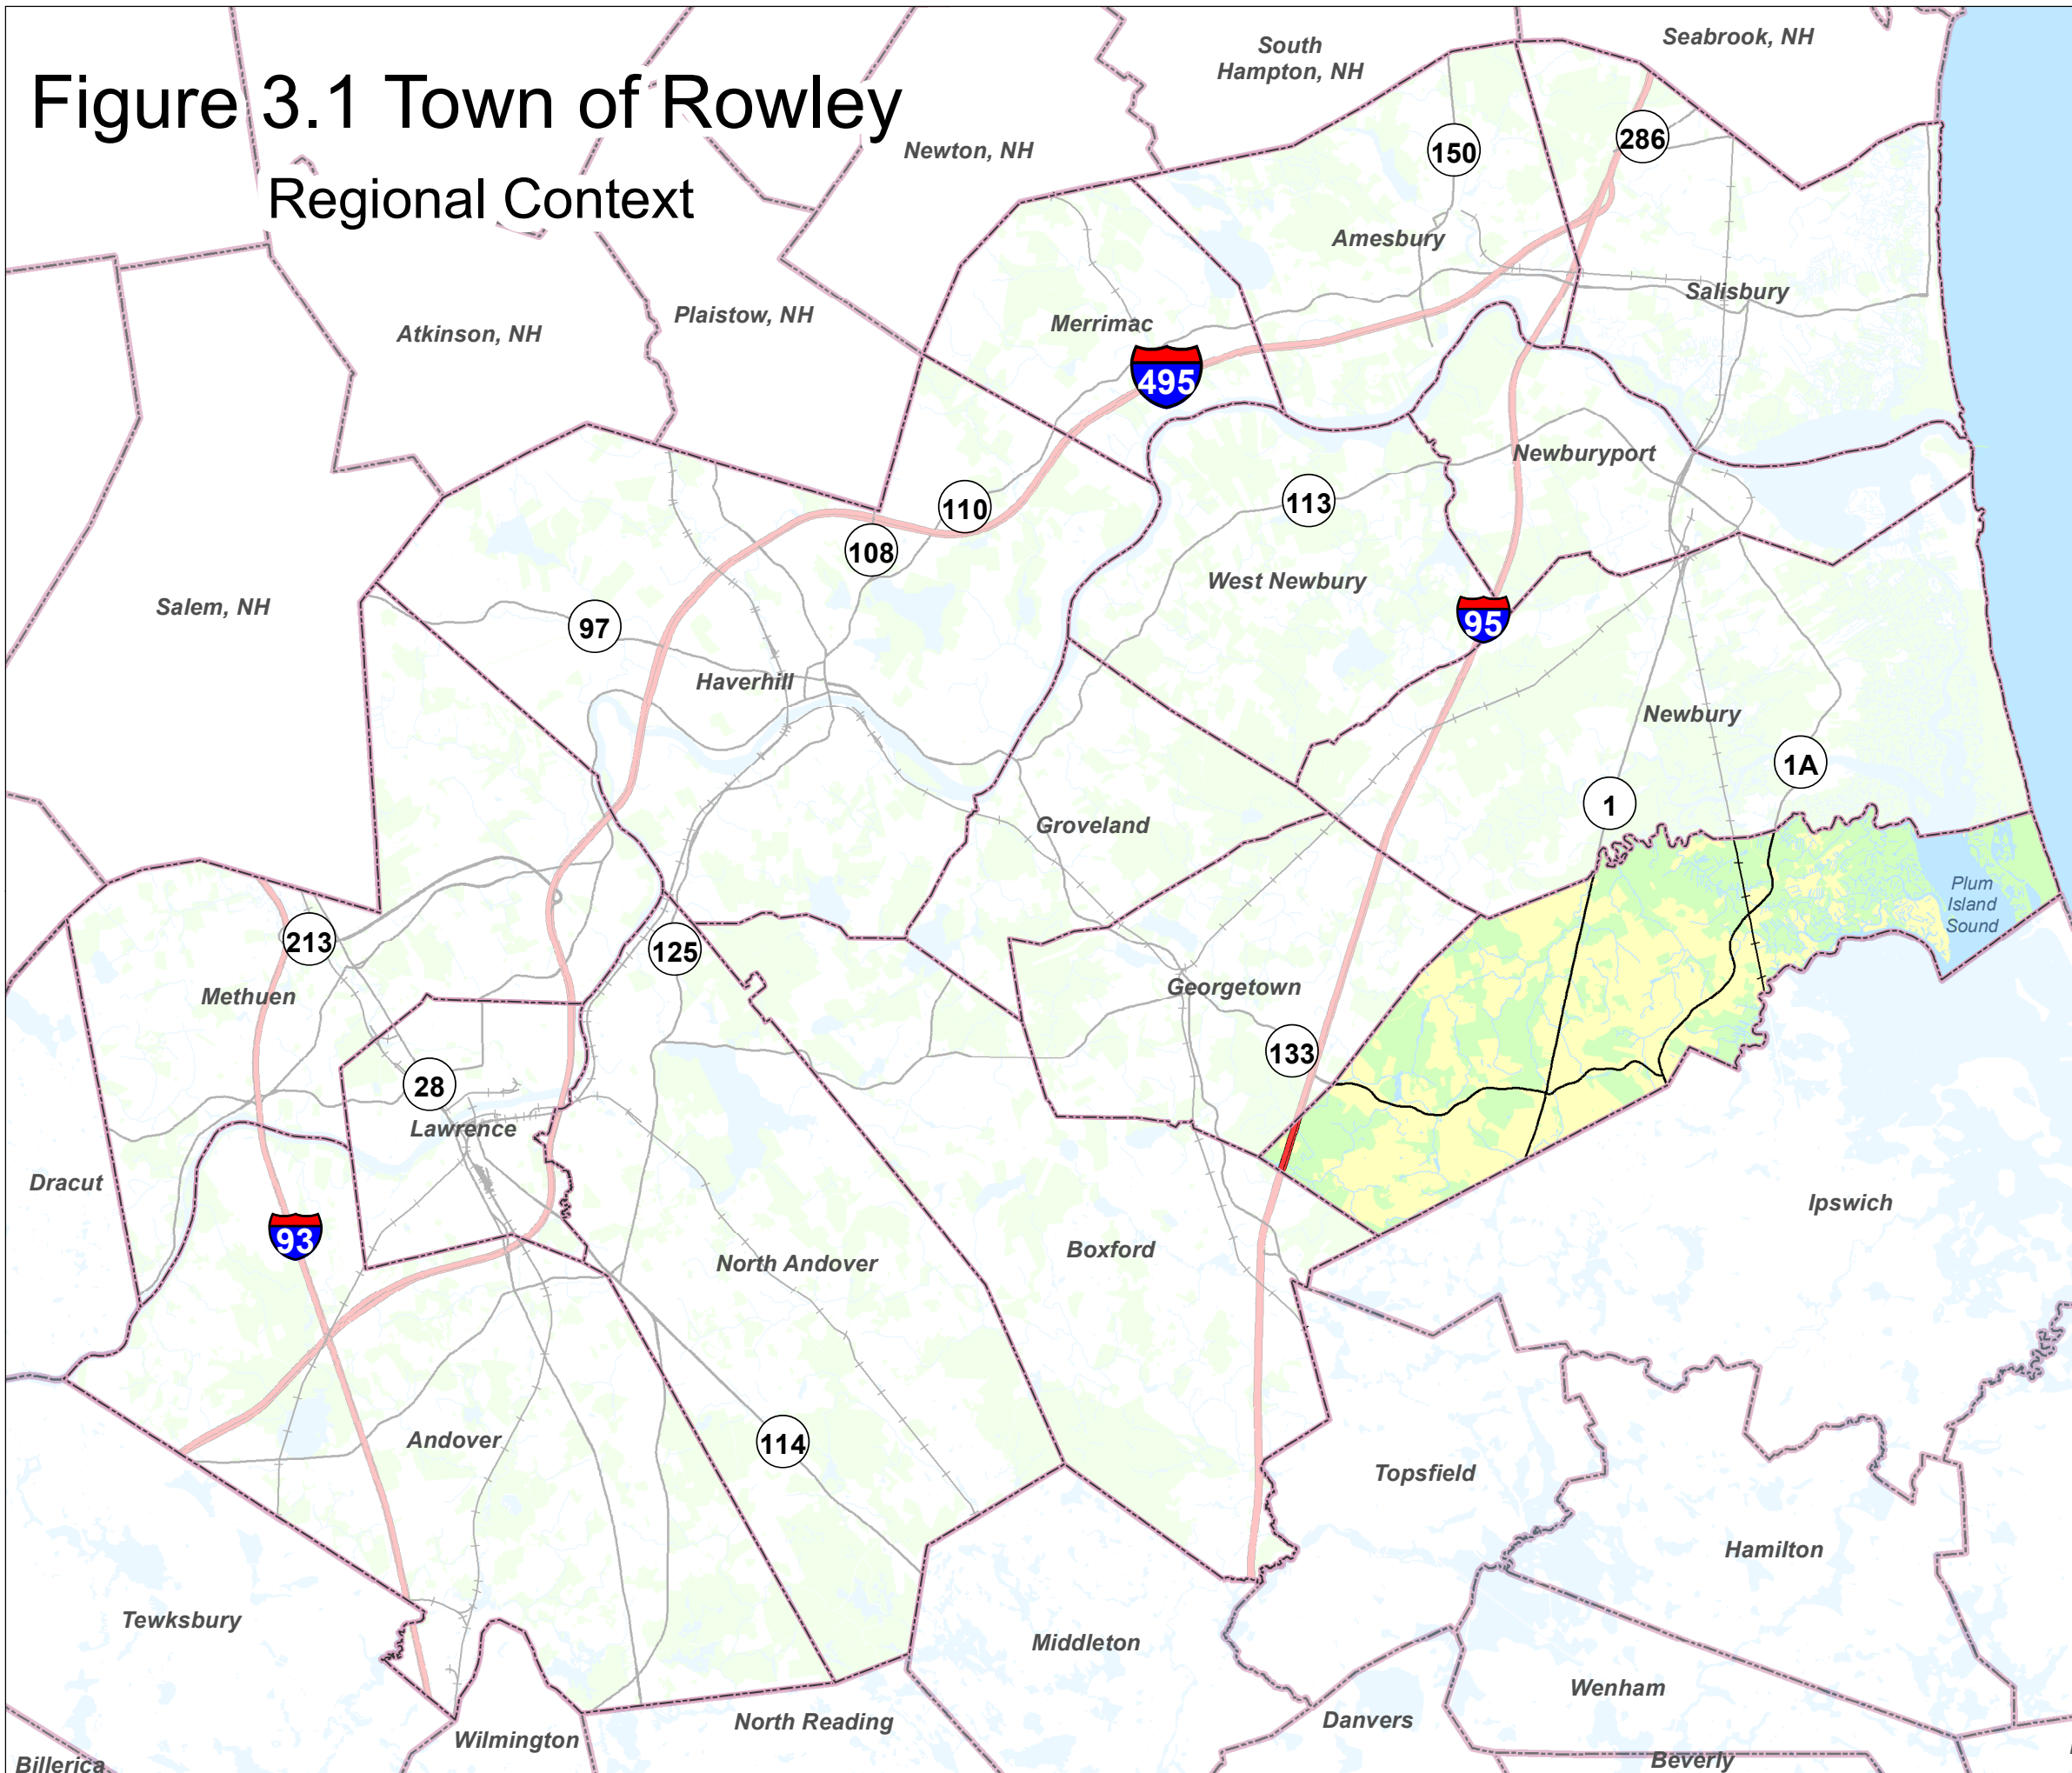 Figure 3.1 Town of Rowley
Regional Context
South
Hampton, NH
Seabrook, NH
Newton, NH
150
286
Amesbury
Salisbury
Atkinson, NH
Plaistow, NH
Merrimac
495
Newburyport
110
113
108
West Newbury
Salem, NH
97
95
Haverhill
Newbury
1A
1
Groveland
Plum
Island
Sound
213
125
Methuen
Georgetown
133
28
Lawrence
Dracut
Ipswich
93
North Andover
Boxford
Andover
114
Topsfield
Hamilton
Tewksbury
Middleton
Wenham
Wilmington
North Reading
Danvers
Billerica
Beverly